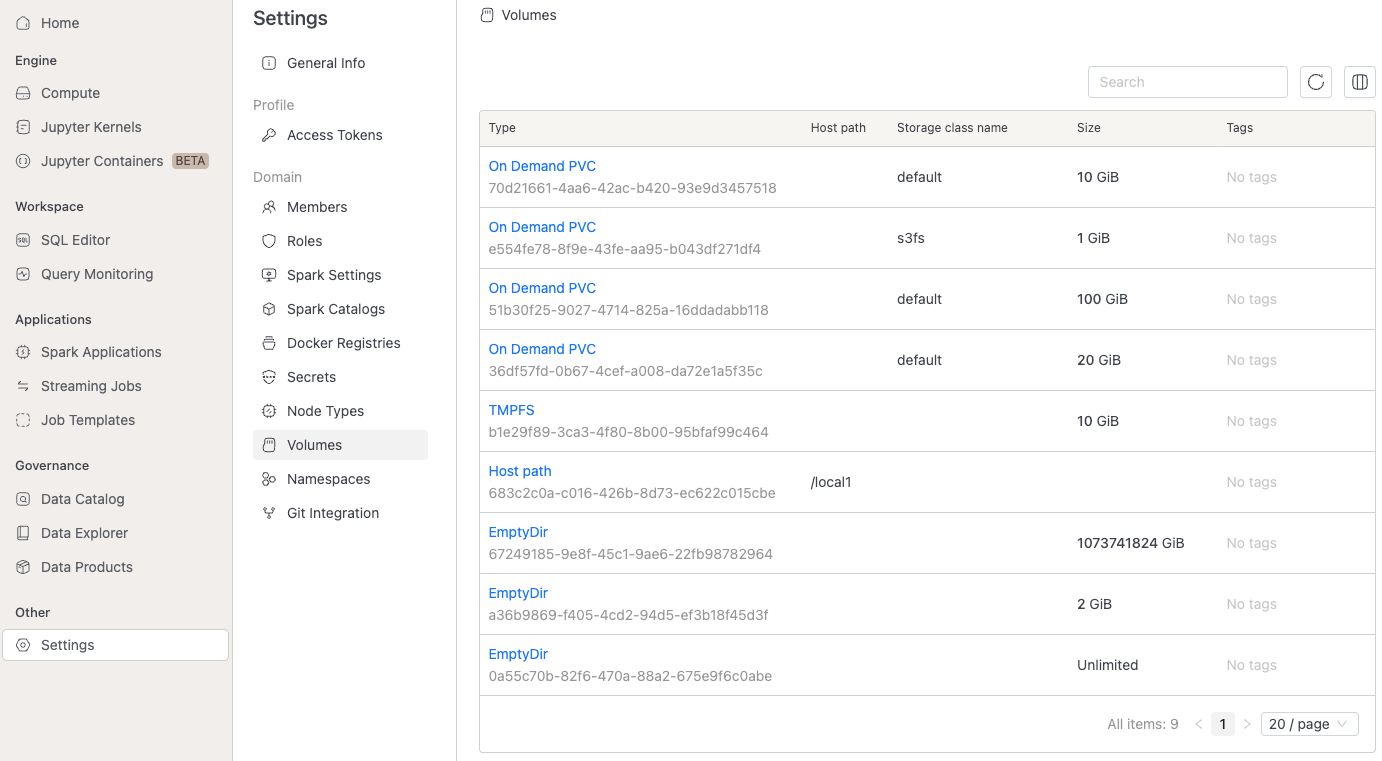 Home
Engine
Compute
Jupyter Kernels
Jupyter Containers BETA
Workspace
SQL Editor
Query Monitoring
Applications
Spark Applications
Streaming Jobs
Job Templates
Governance
Data Catalog
Data Explorer
Data Products
Other
Settings
Settings
General Info
Profile
Access Tokens
Domain
Members
Roles
Spark Settings
Spark Catalogs
Docker Registries
Secrets
Node Types
Volumes
Namespaces
Git Integration
Volumes
Search
Type Host path Storage class name Size Tags
On Demand PVC
70d21661-4aa6-42ac-b420-93e9d3457518 default 10 GiB No tags
On Demand PVC
e554fe78-8f9e-43fe-aa95-b043df271df4 s3fs 1 GiB No tags
On Demand PVC
51b30f25-9027-4714-825a-16ddadabb118 default 100 GiB No tags
On Demand PVC
36df57fd-0b67-4cef-a008-da72e1a5f35c default 20 GiB No tags
TMPFS
b1e29f89-3ca3-4f80-8b00-95bfaf99c464 10 GiB No tags
Host path
683c2c0a-c016-426b-8d73-ec622c015cbe /local1 No tags
EmptyDir
67249185-9e8f-45c1-9ae6-22fb98782964 1073741824 GiB No tags
EmptyDir
a36b9869-f405-4cd2-94d5-ef3b18f45d3f 2 GiB No tags
EmptyDir
0a55c70b-82f6-470a-88a2-675e9f6c0abe Unlimited No tags
All items: 9 < 1 > 20 / page